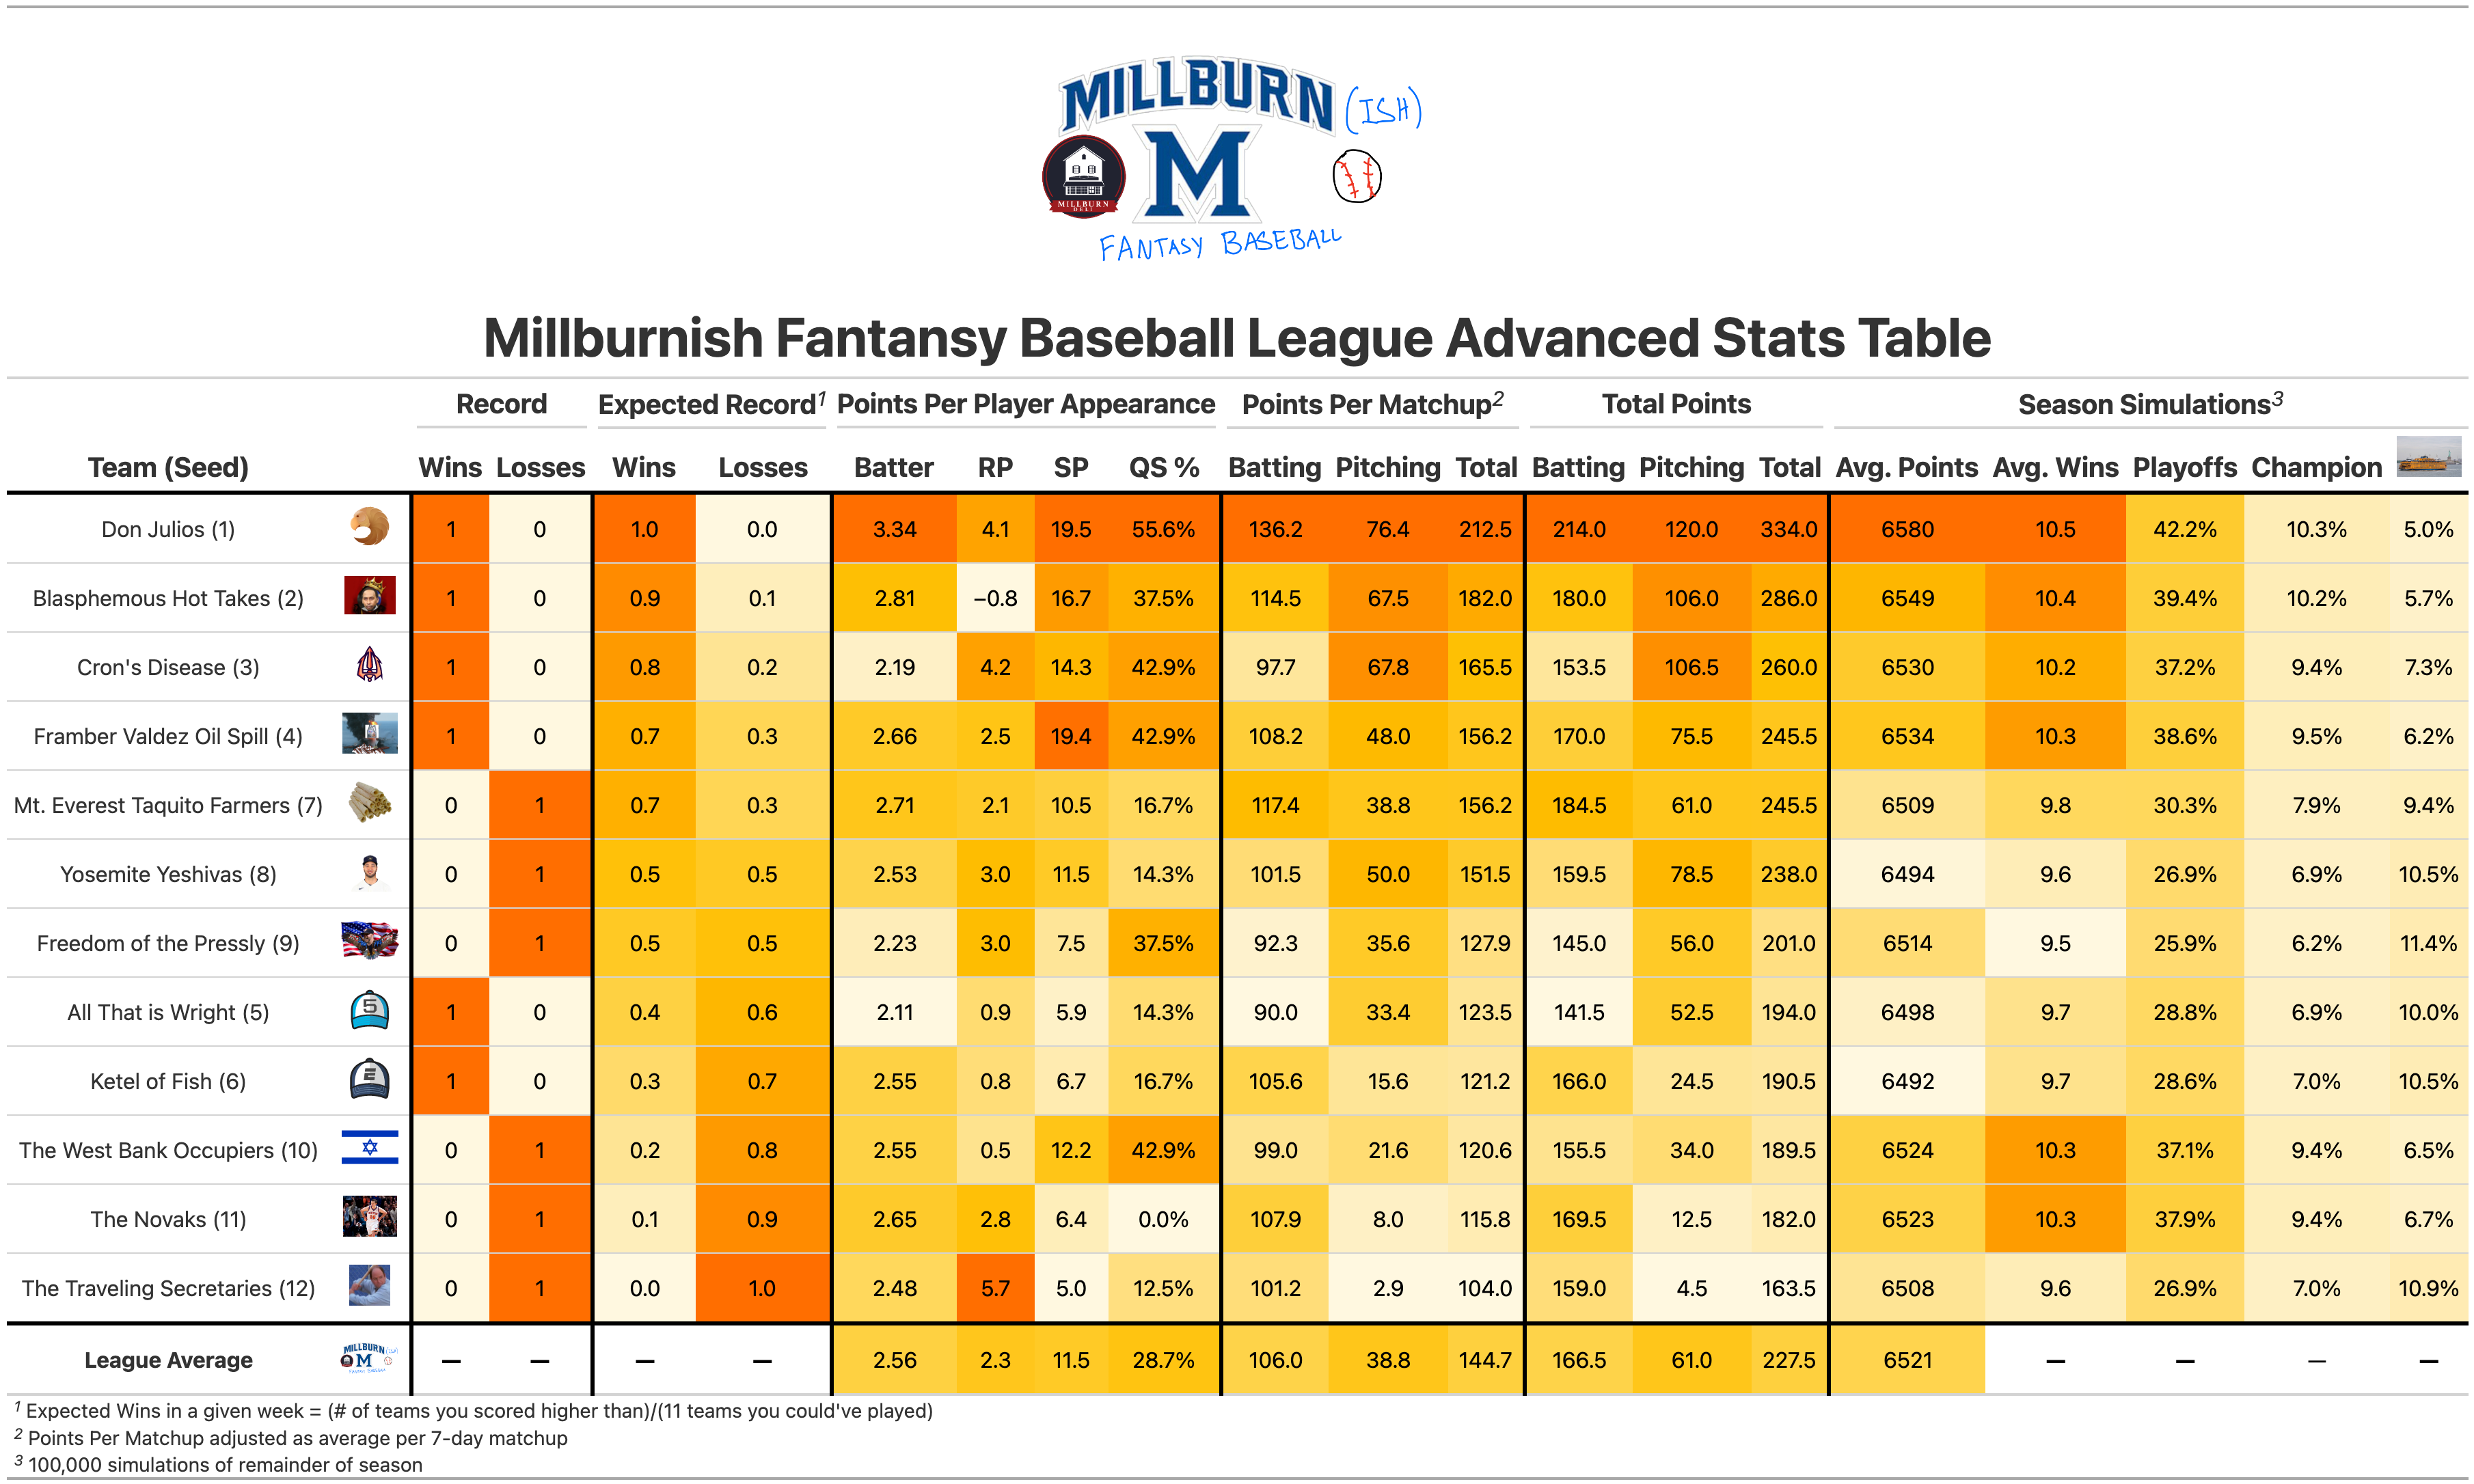 MILLBURN (ISH)
M
MILLBURN
DELI
FANTASY BASEBALL
Millburnish Fantansy Baseball League Advanced Stats Table
Record Expected Record1 Points Per Player Appearance Points Per Matchup2 Total Points Season Simulations3
Team (Seed) Wins Losses Wins Losses Batter RP SP QS % Batting Pitching Total Batting Pitching Total Avg. Points Avg. Wins Playoffs Champion
Don Julios (1) 1 0 1.0 0.0 3.34 4.1 19.5 55.6% 136.2 76.4 212.5 214.0 120.0 334.0 6580 10.5 42.2% 10.3% 5.0%
Blasphemous Hot Takes (2) 1 0 0.9 0.1 2.81 −0.8 16.7 37.5% 114.5 67.5 182.0 180.0 106.0 286.0 6549 10.4 39.4% 10.2% 5.7%
Cron's Disease (3) 1 0 0.8 0.2 2.19 4.2 14.3 42.9% 97.7 67.8 165.5 153.5 106.5 260.0 6530 10.2 37.2% 9.4% 7.3%
Framber Valdez Oil Spill (4) 1 0 0.7 0.3 2.66 2.5 19.4 42.9% 108.2 48.0 156.2 170.0 75.5 245.5 6534 10.3 38.6% 9.5% 6.2%
Mt. Everest Taquito Farmers (7) 0 1 0.7 0.3 2.71 2.1 10.5 16.7% 117.4 38.8 156.2 184.5 61.0 245.5 6509 9.8 30.3% 7.9% 9.4%
Yosemite Yeshivas (8) 0 1 0.5 0.5 2.53 3.0 11.5 14.3% 101.5 50.0 151.5 159.5 78.5 238.0 6494 9.6 26.9% 6.9% 10.5%
Freedom of the Pressly (9) 0 1 0.5 0.5 2.23 3.0 7.5 37.5% 92.3 35.6 127.9 145.0 56.0 201.0 6514 9.5 25.9% 6.2% 11.4%
All That is Wright (5) 5 1 0 0.4 0.6 2.11 0.9 5.9 14.3% 90.0 33.4 123.5 141.5 52.5 194.0 6498 9.7 28.8% 6.9% 10.0%
Ketel of Fish (6) E 1 0 0.3 0.7 2.55 0.8 6.7 16.7% 105.6 15.6 121.2 166.0 24.5 190.5 6492 9.7 28.6% 7.0% 10.5%
The West Bank Occupiers (10) 0 1 0.2 0.8 2.55 0.5 12.2 42.9% 99.0 21.6 120.6 155.5 34.0 189.5 6524 10.3 37.1% 9.4% 6.5%
The Novaks (11) 0 1 0.1 0.9 2.65 2.8 6.4 0.0% 107.9 8.0 115.8 169.5 12.5 182.0 6523 10.3 37.9% 9.4% 6.7%
The Traveling Secretaries (12) 0 1 0.0 1.0 2.48 5.7 5.0 12.5% 101.2 2.9 104.0 159.0 4.5 163.5 6508 9.6 26.9% 7.0% 10.9%
League Average MILLBURN M — — — — 2.56 2.3 11.5 28.7% 106.0 38.8 144.7 166.5 61.0 227.5 6521 — — — —
1 Expected Wins in a given week = (# of teams you scored higher than)/(11 teams you could've played)
2 Points Per Matchup adjusted as average per 7-day matchup
3 100,000 simulations of remainder of season